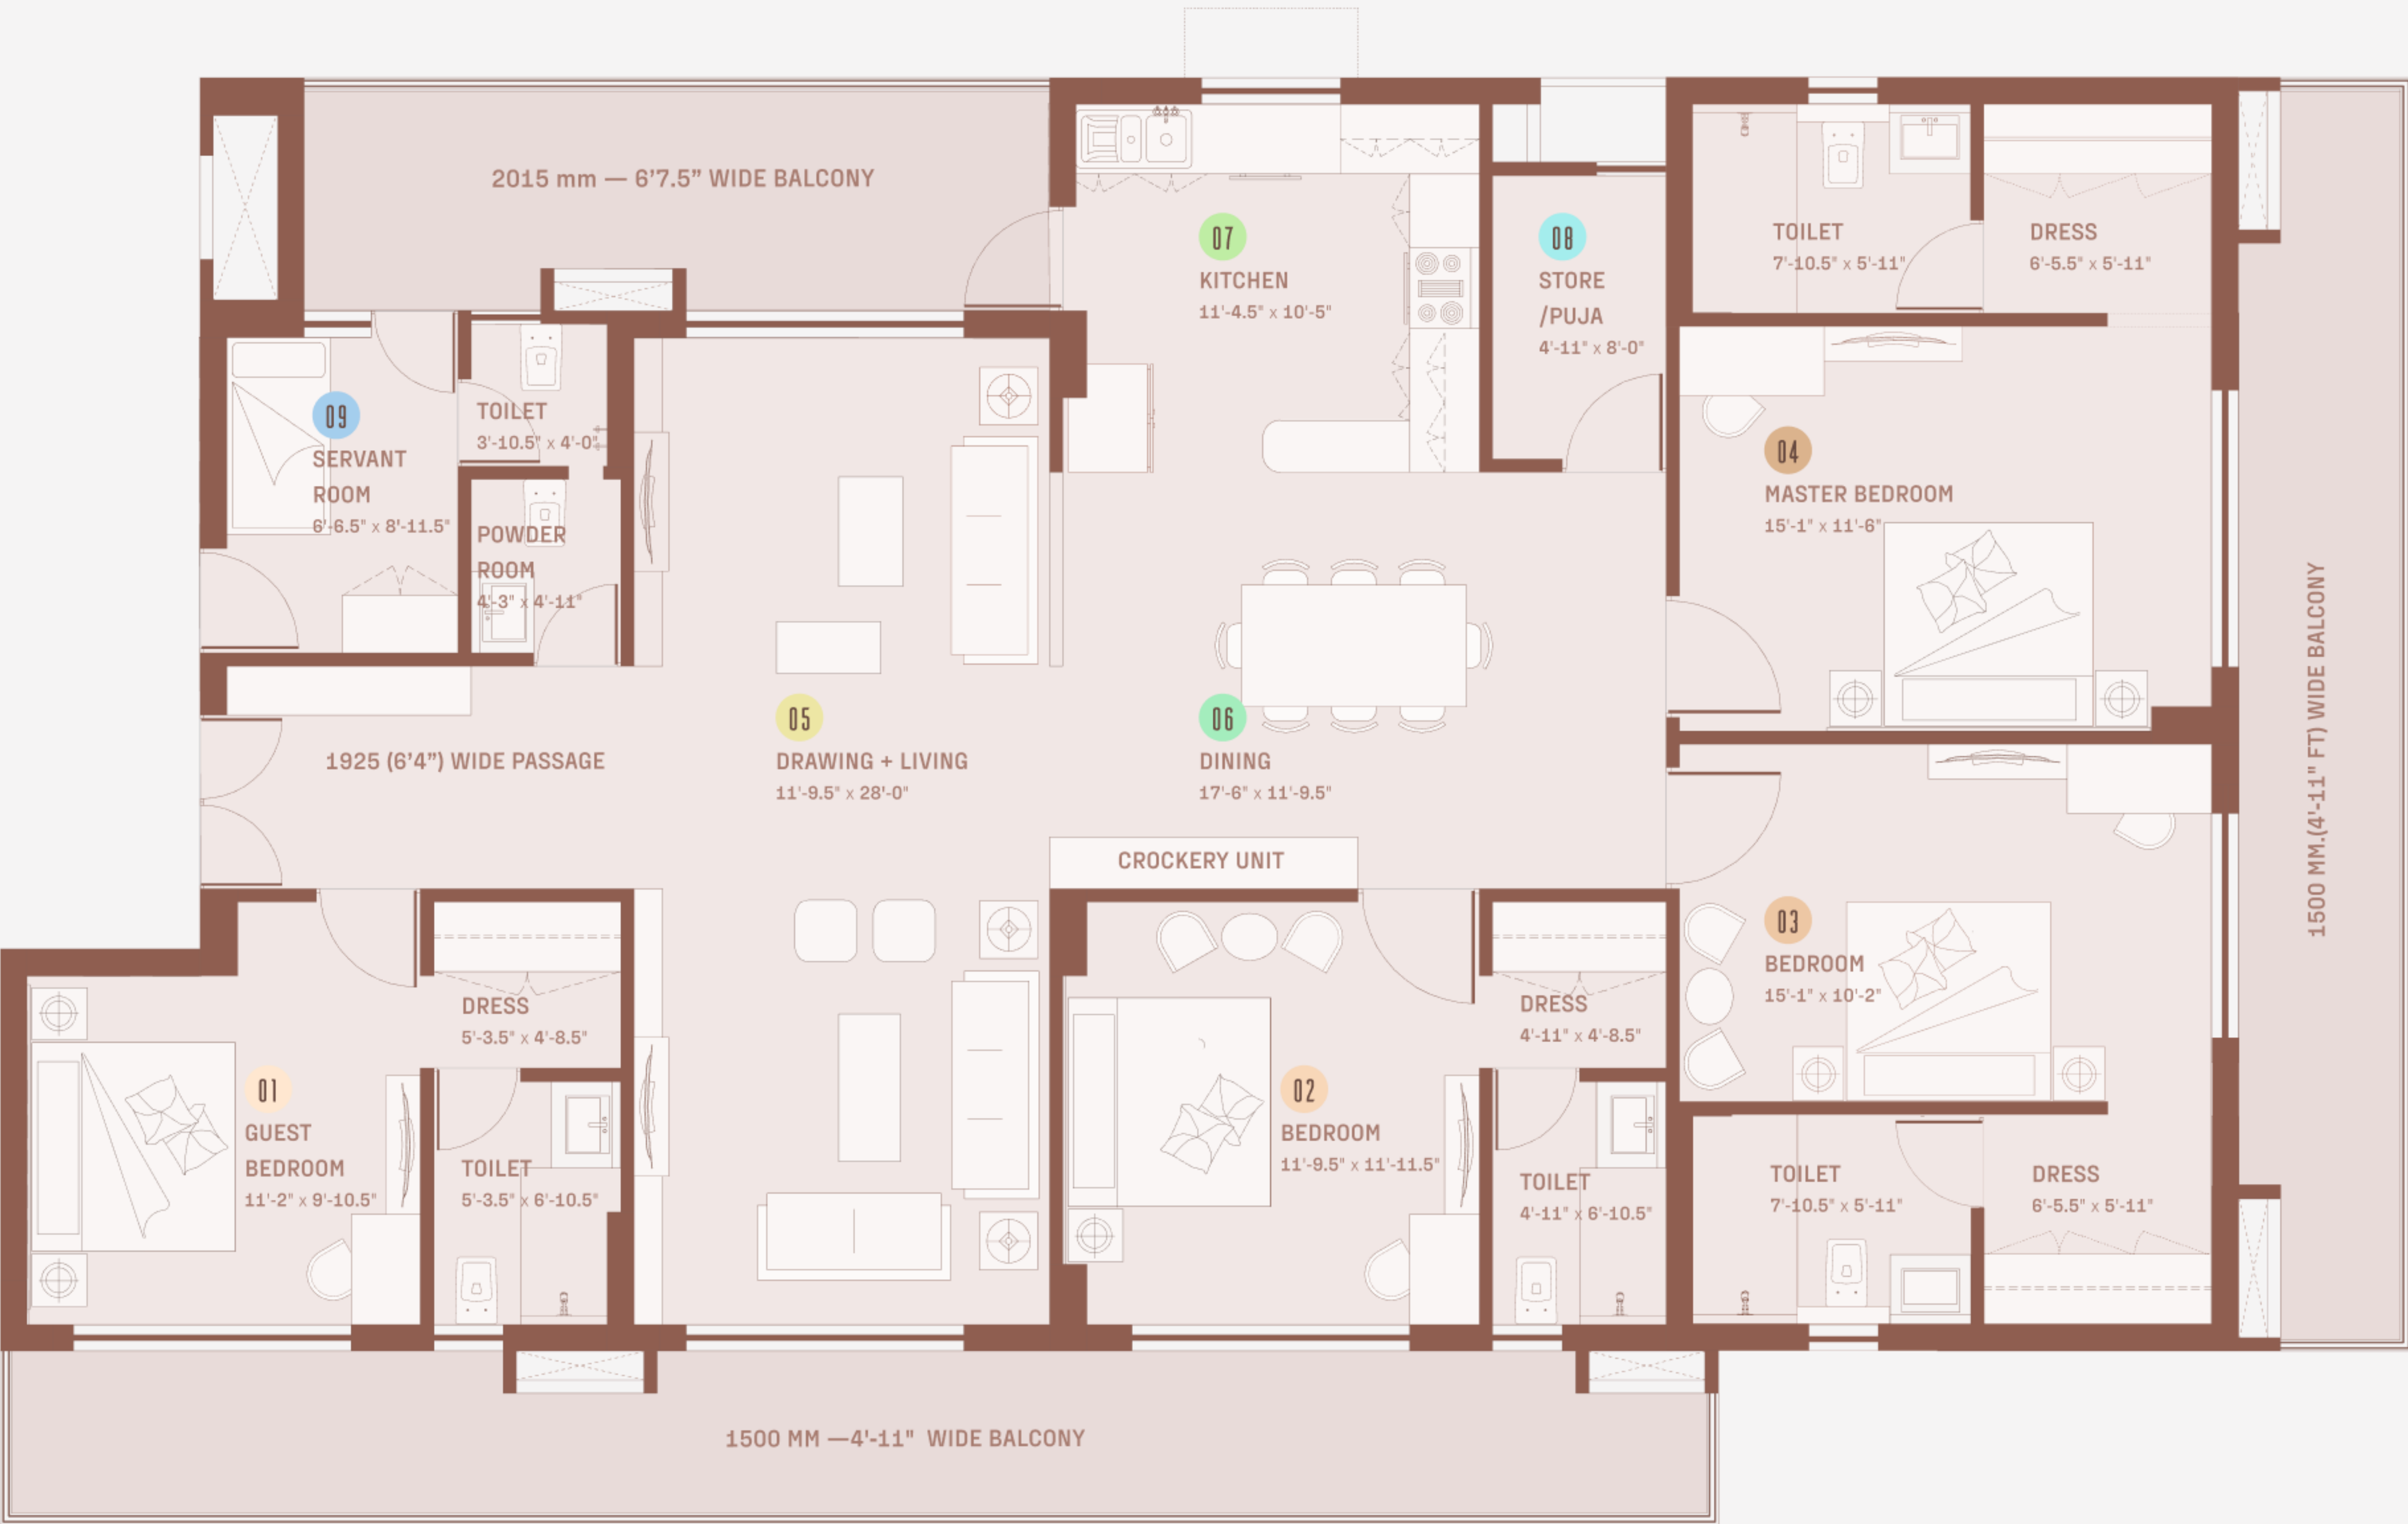 2015 mm — 6’7.5” WIDE BALCONY
07
KITCHEN
11'-4.5" x 10'-5"
08
STORE
/PUJA
4'-11" x 8'-0"
TOILET
7'-10.5" x 5'-11"
DRESS
6'-5.5" x 5'-11"
09
SERVANT
ROOM
6'-6.5" x 8'-11.5"
TOILET
3'-10.5" x 4'-0"
POWDER
ROOM
4'-3" x 4'-11"
04
MASTER BEDROOM
15'-1" x 11'-6"
1500 MM.(4'-11" FT) WIDE BALCONY
1925 (6’4”) WIDE PASSAGE
05
DRAWING + LIVING
11'-9.5" x 28'-0"
06
DINING
17'-6" x 11'-9.5"
CROCKERY UNIT
03
BEDROOM
15'-1" x 10'-2"
DRESS
5'-3.5" x 4'-8.5"
DRESS
4'-11" x 4'-8.5"
01
GUEST
BEDROOM
11'-2" x 9'-10.5"
TOILET
5'-3.5" x 6'-10.5"
02
BEDROOM
11'-9.5" x 11'-11.5"
TOILET
4'-11" x 6'-10.5"
TOILET
7'-10.5" x 5'-11"
DRESS
6'-5.5" x 5'-11"
1500 MM —4'-11" WIDE BALCONY